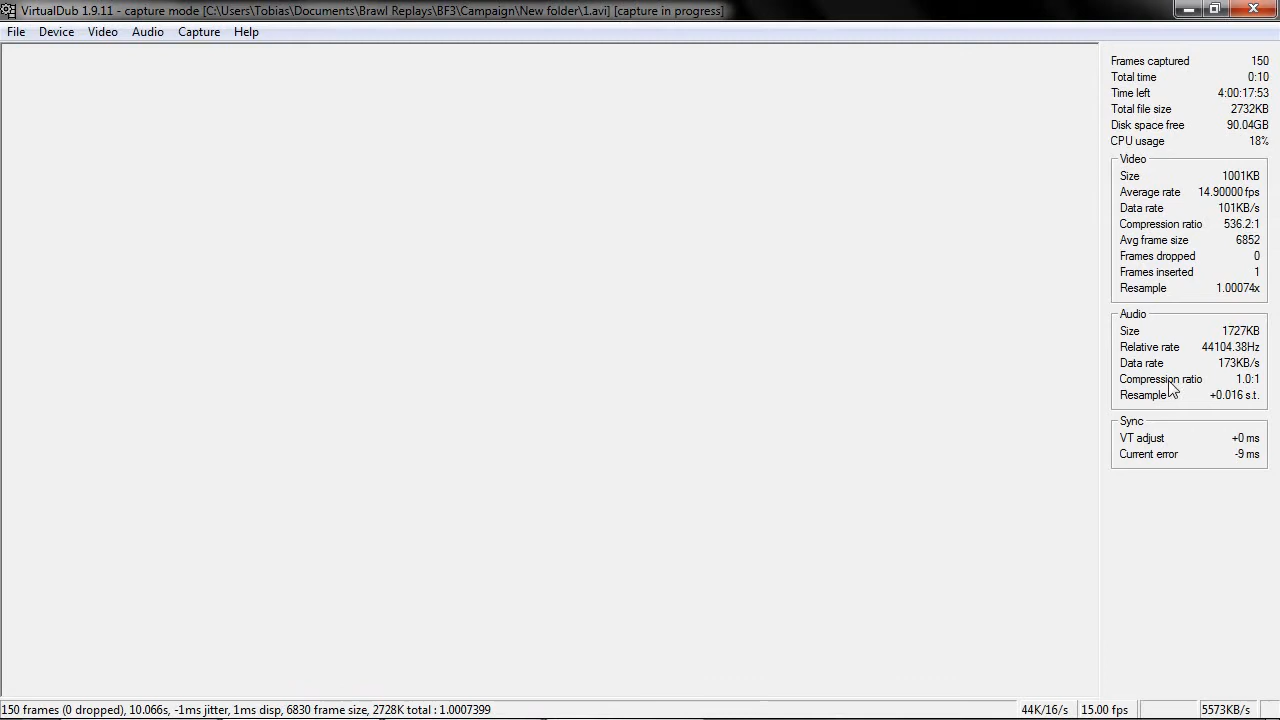 VirtualDub 1.9.11 - capture mode [C:\Users\Tobias\Documents\Brawl Replays\BF3\Campaign\New folder\1.avi] [capture in progress]
File Device Video Audio Capture Help
Frames captured 150
Total time 0:10
Time left 4:00:17:53
Total file size 2732KB
Disk space free 90.04GB
CPU usage 18%
Video
Size 1001KB
Average rate 14.90000 fps
Data rate 101KB/s
Compression ratio 536.2:1
Avg frame size 6852
Frames dropped 0
Frames inserted 1
Resample 1.00074x
Audio
Size 1727KB
Relative rate 44104.38Hz
Data rate 173KB/s
Compression ratio 1.0:1
Resample +0.016 s.t.
Sync
VT adjust +0 ms
Current error -9 ms
150 frames (0 dropped), 10.066s, -1ms jitter, 1ms disp, 6830 frame size, 2728K total : 1.0007399 44K/16/s 15.00 fps 5573KB/s